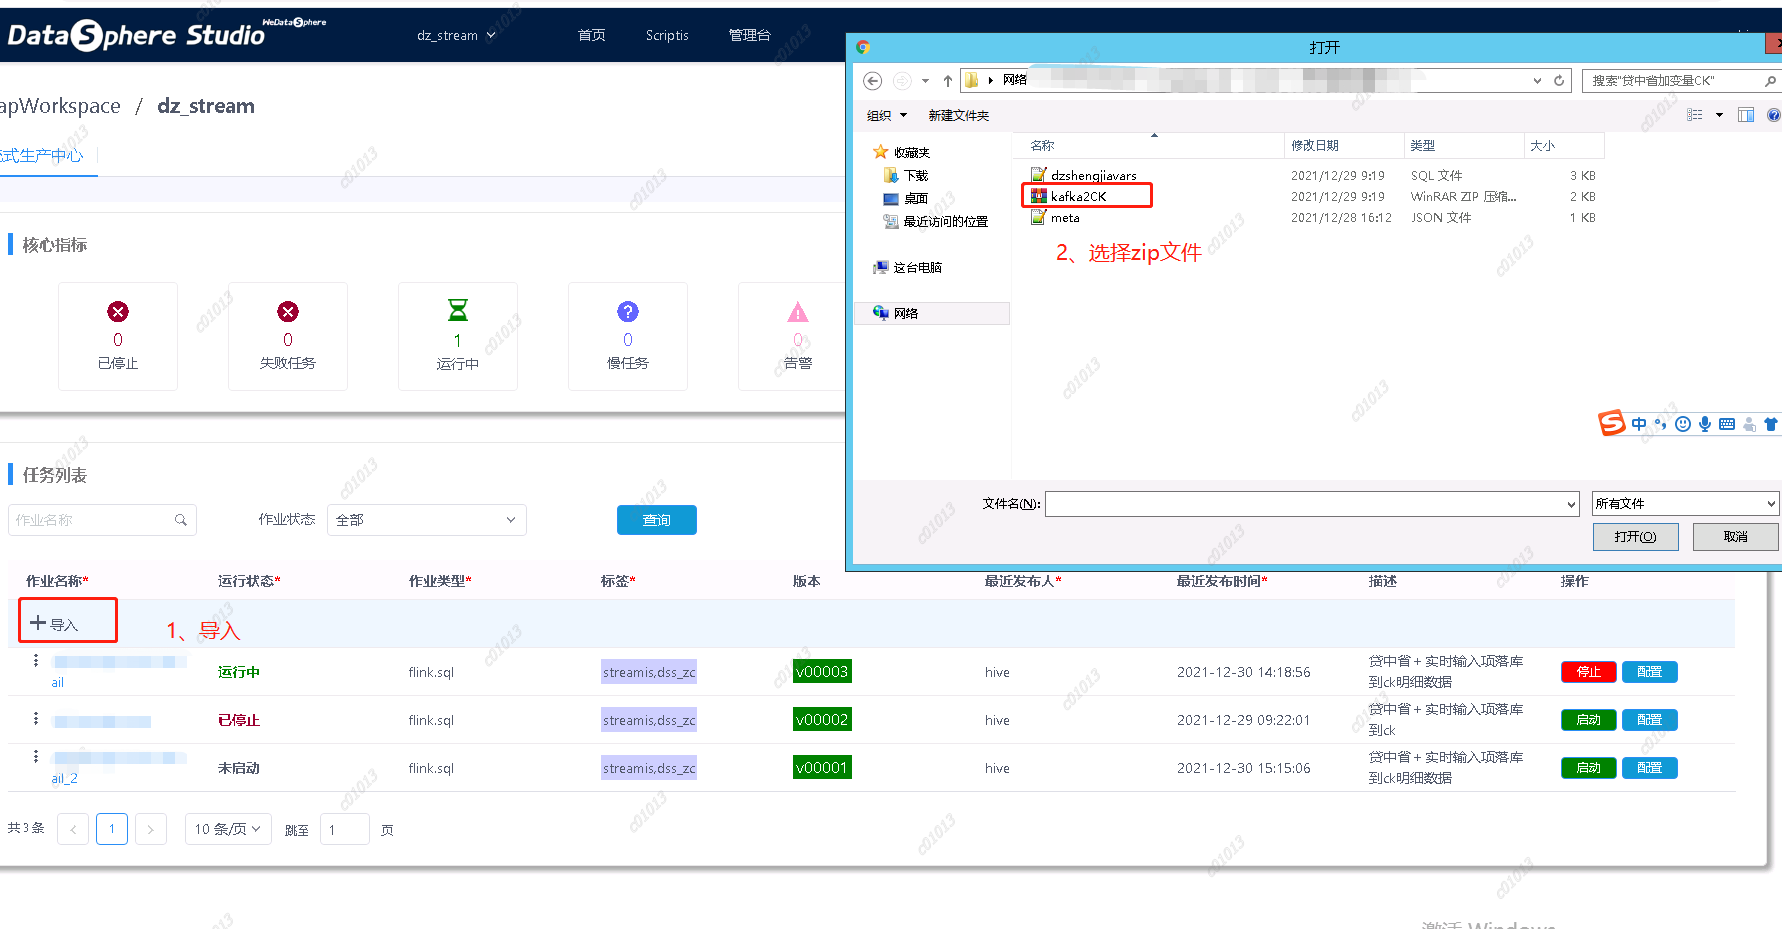 DataSphere Studio
WeDataSphere
dz_stream
首页
Scriptis
管理台
apWorkspace / dz_stream
式生产中心
核心指标
0
已停止
0
失败任务
1
运行中
0
慢任务
0
告警
任务列表
作业名称
作业状态
全部
查询
作业名称* 运行状态* 作业类型* 标签* 版本 最近发布人* 最近发布时间* 描述 操作
导入
1、导入
ail 运行中 flink.sql streamis,dss_zc v00003 hive 2021-12-30 14:18:56 贷中省+实时输入项落库到ck明细数据 停止 配置
已停止 flink.sql streamis,dss_zc v00002 hive 2021-12-29 09:22:01 贷中省+实时输入项落库到ck 启动 配置
ail_2 未启动 flink.sql streamis,dss_zc v00001 hive 2021-12-30 15:15:06 贷中省+实时输入项落库到ck明细数据 启动 配置
共3条 1 10 条/页 跳至 1 页
打开
网络
搜索"贷中省加变量CK"
组织 新建文件夹
收藏夹
下载
桌面
最近访问的位置
这台电脑
网络
名称 修改日期 类型 大小
dzshengjiavars 2021/12/29 9:19 SQL 文件 3 KB
kafka2CK 2021/12/29 9:19 WinRAR ZIP 压缩... 2 KB
meta 2021/12/28 16:12 JSON 文件 1 KB
2、选择zip文件
中
文件名(N):
所有文件
打开(O) 取消
c01013
激活 Windows